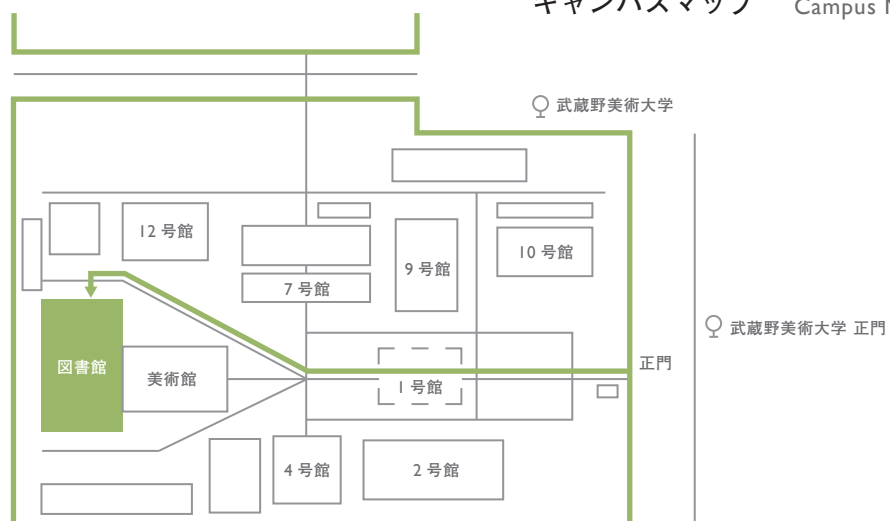 キャンパスマップ Campus
武蔵野美術大学
12 号館
10 号館
9 号館
7 号館
武蔵野美術大学 正門
正門
図書館
美術館
1 号館
4 号館
2 号館